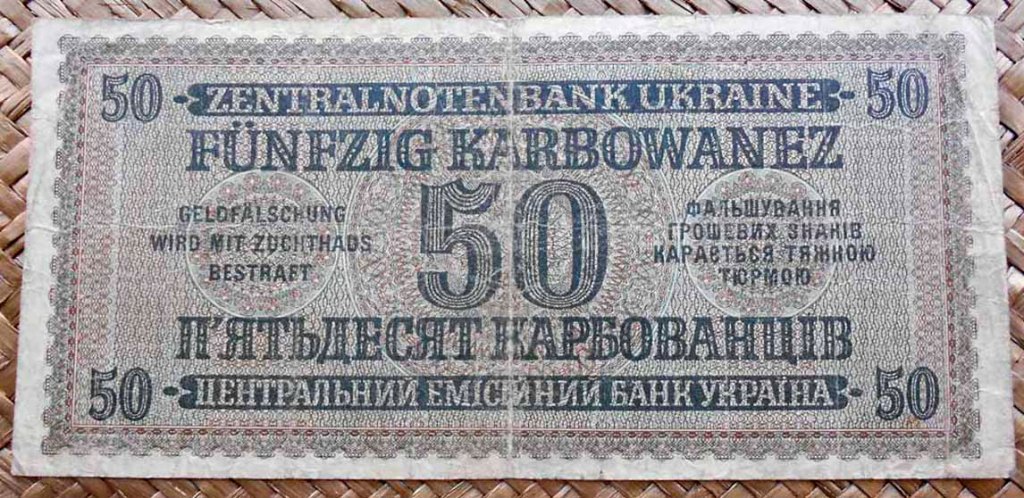 50 ZENTRALNOTENBANK UKRAINE 50
FÜNFZIG KARBOWANEZ
50
GELDFÄLSCHUNG
WIRD MIT ZUCHTHAUS
BESTRAFT
ФАЛЬШУВАННЯ
ГРОШЕВИХ ЗНАКІВ
КАРАЕТЬСЯ ТЯЖКОЮ
ТЮРМОЮ
П'ЯТЬДЕСЯТ КАРБОВАНЦІВ
50 ЦЕНТРАЛЬНИЙ ЕМІСІЙНИЙ БАНК УКРАЇНА 50